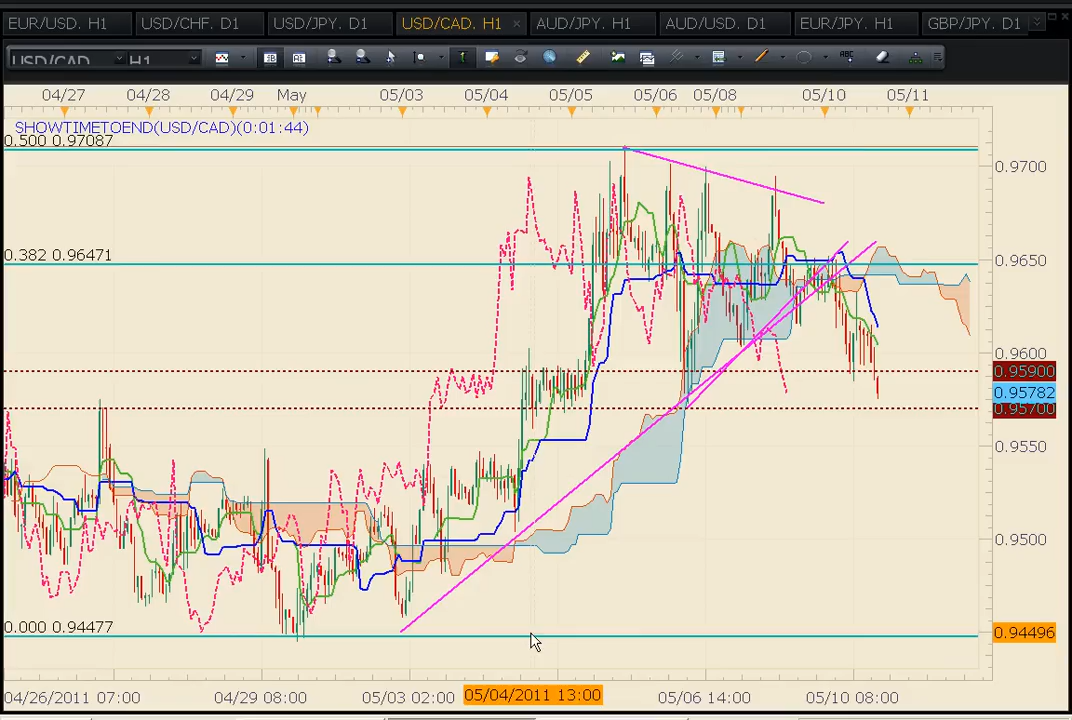 EUR/USD. H1 USD/CHF. D1 USD/JPY. D1 USD/CAD. H1 AUD/JPY. H1 AUD/USD. D1 EUR/JPY. H1 GBP/JPY. D1
USD/CAD H1 ABC
04/27 04/28 04/29 May 05/03 05/04 05/05 05/06 05/08 05/10 05/11
SHOWTIMETOEND(USD/CAD)(0:01:44)
0.500 0.97087
0.9700
0.382 0.96471
0.9650
0.9600
0.95900
0.95782
0.95700
0.9550
0.9500
0.000 0.94477
0.94496
04/26/2011 07:00 04/29 08:00 05/03 02:00 05/04/2011 13:00 05/06 14:00 05/10 08:00